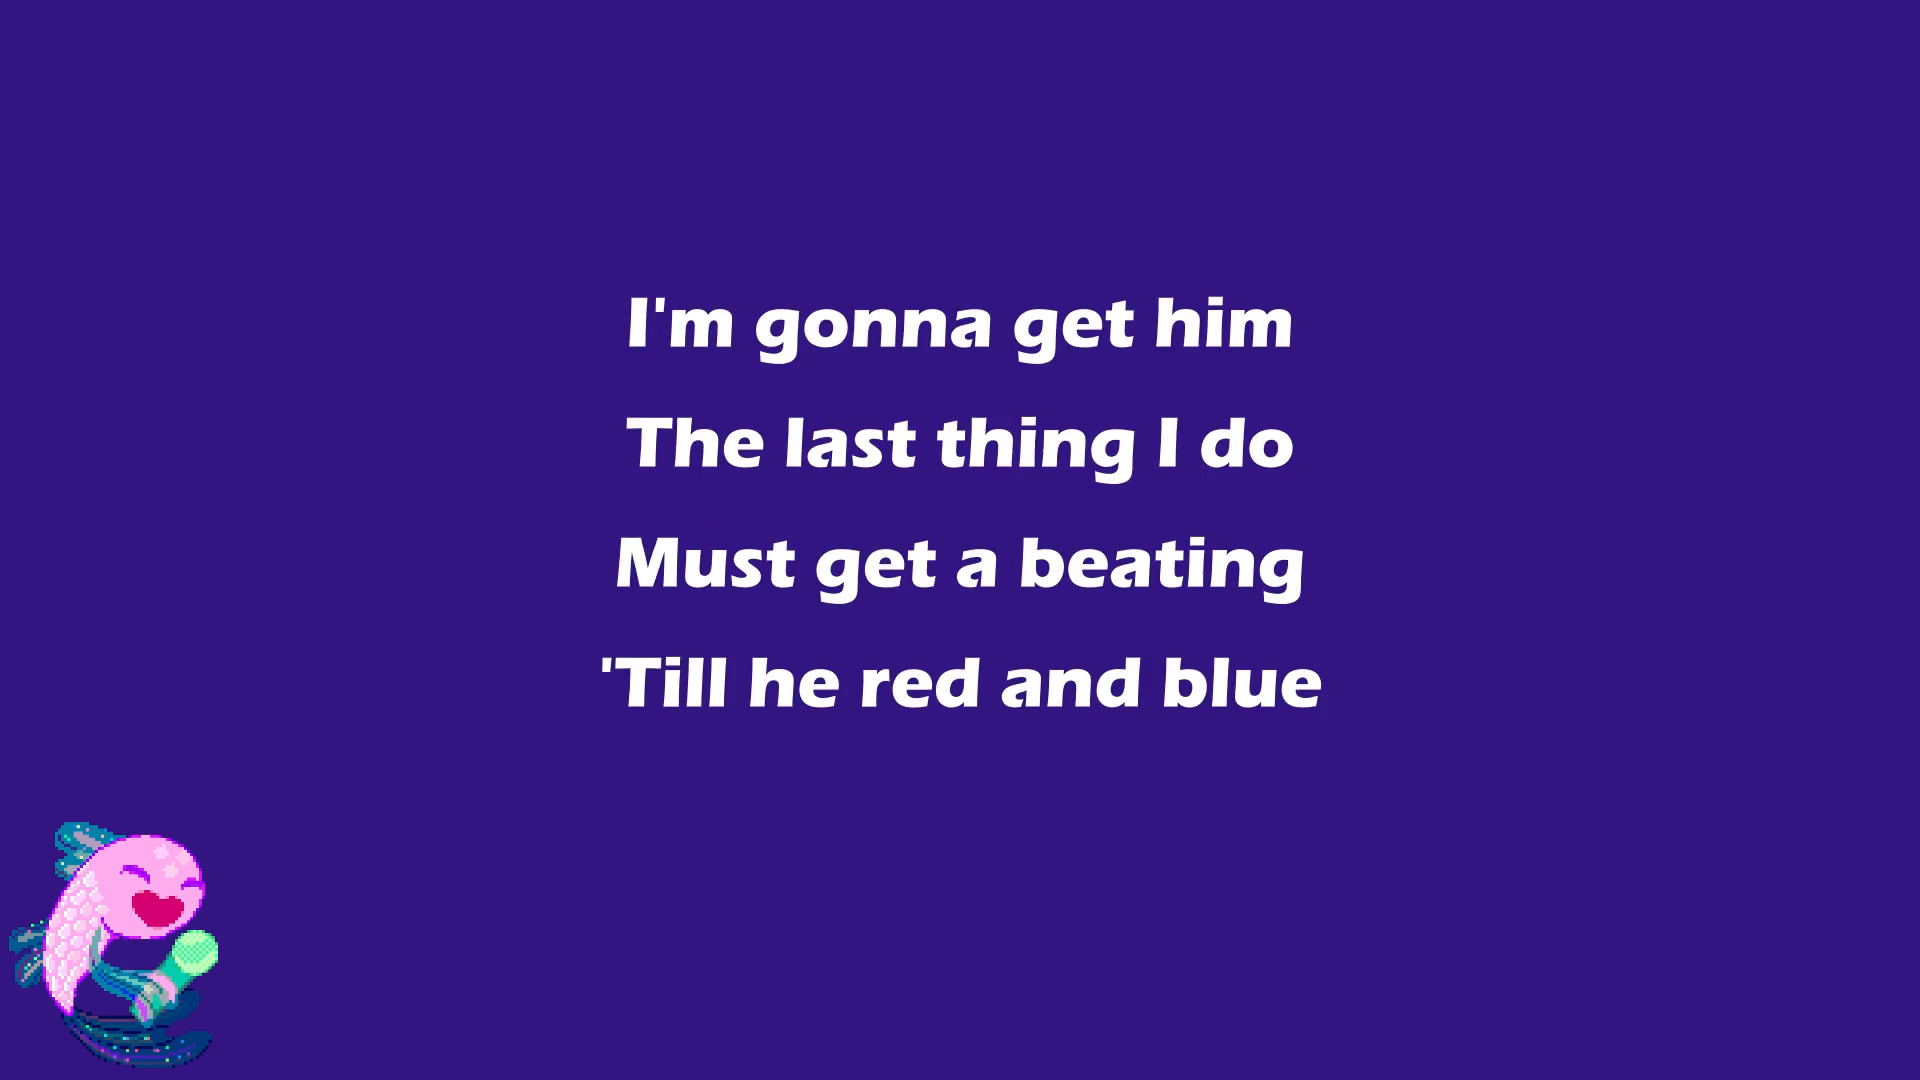 I'm gonna get him
The last thing I do
Must get a beating
'Till he red and blue